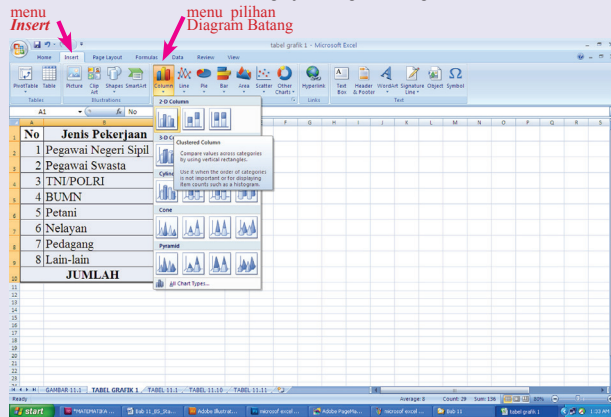 menu
Insert
menu pilihan
Diagram Batang
tabel grafik 1 - Microsoft Excel
Home Insert Page Layout Formulas Data Review View
PivotTable Table Picture Clip Art Shapes SmartArt Column Line Pie Bar Area Scatter Other Charts Hyperlink Text Box Header & Footer WordArt Signature Line Object Symbol
Tables Illustrations Links Text
A1 No
2-D Column
Clustered Column
Compare values across categories
by using vertical rectangles.
Use it when the order of categories
is not important or for displaying
item counts such as a histogram.
Cone
Pyramid
All Chart Types...
No Jenis Pekerjaan
1 Pegawai Negeri Sipil
2 Pegawai Swasta
3 TNI/POLRI
4 BUMN
5 Petani
6 Nelayan
7 Pedagang
8 Lain-lain
JUMLAH
GAMBAR 11.1 TABEL GRAFIK 1 TABEL 11.1 TABEL 11.10 TABEL 11.11
Ready Average: 8 Count: 29 Sum: 136 80%
start Bab 11 tabel grafik 1